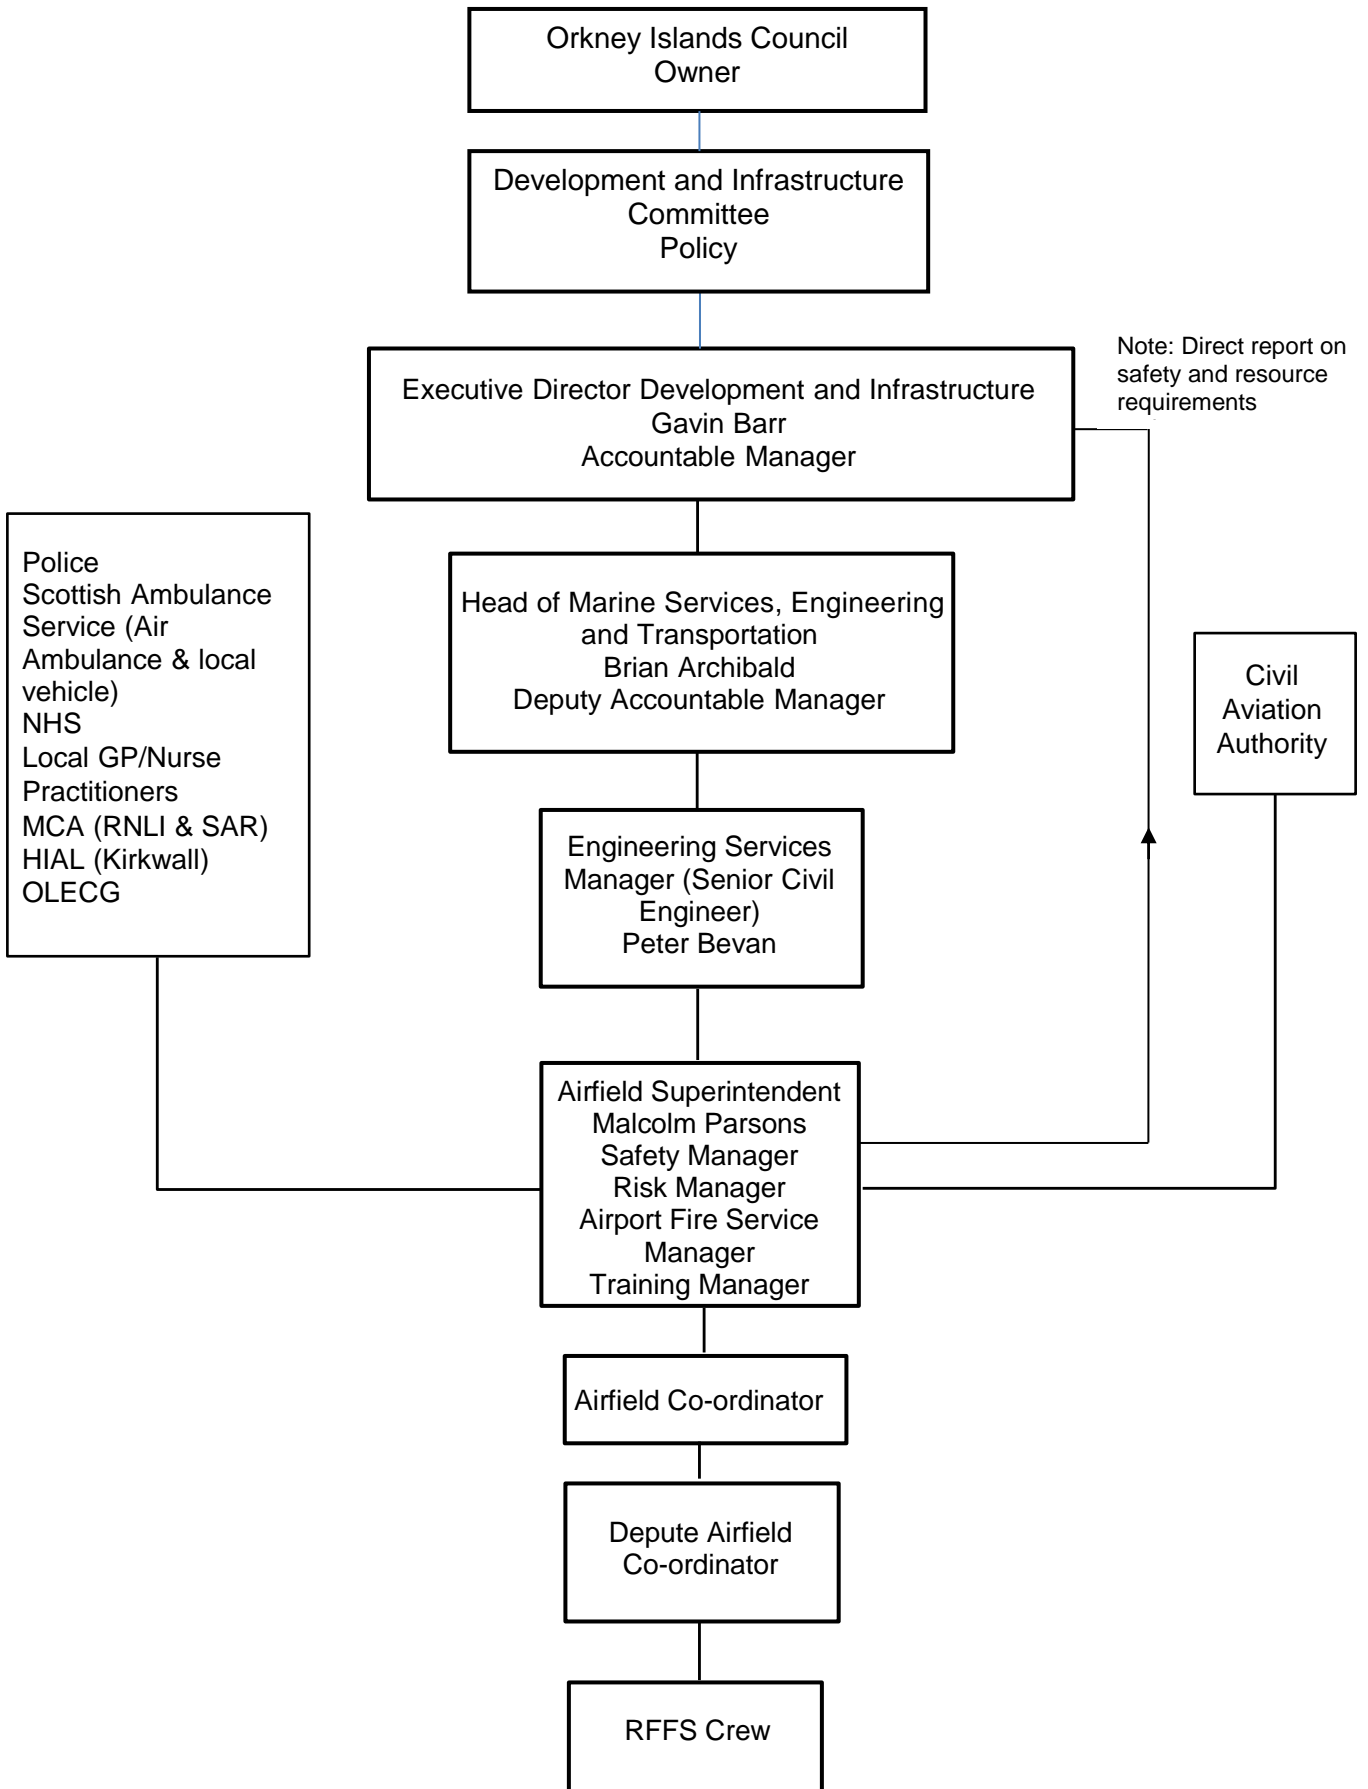 Orkney Islands Council
Owner
Development and Infrastructure
Committee
Policy
Note: Direct report on
safety and resource
requirements
Executive Director Development and Infrastructure
Gavin Barr
Accountable Manager
Police
Scottish Ambulance
Service (Air
Ambulance & local
vehicle)
NHS
Local GP/Nurse
Practitioners
MCA (RNLI & SAR)
HIAL (Kirkwall)
OLECG
Head of Marine Services, Engineering
and Transportation
Brian Archibald
Deputy Accountable Manager
Civil
Aviation
Authority
Engineering Services
Manager (Senior Civil
Engineer)
Peter Bevan
Airfield Superintendent
Malcolm Parsons
Safety Manager
Risk Manager
Airport Fire Service
Manager
Training Manager
Airfield Co-ordinator
Depute Airfield
Co-ordinator
RFFS Crew